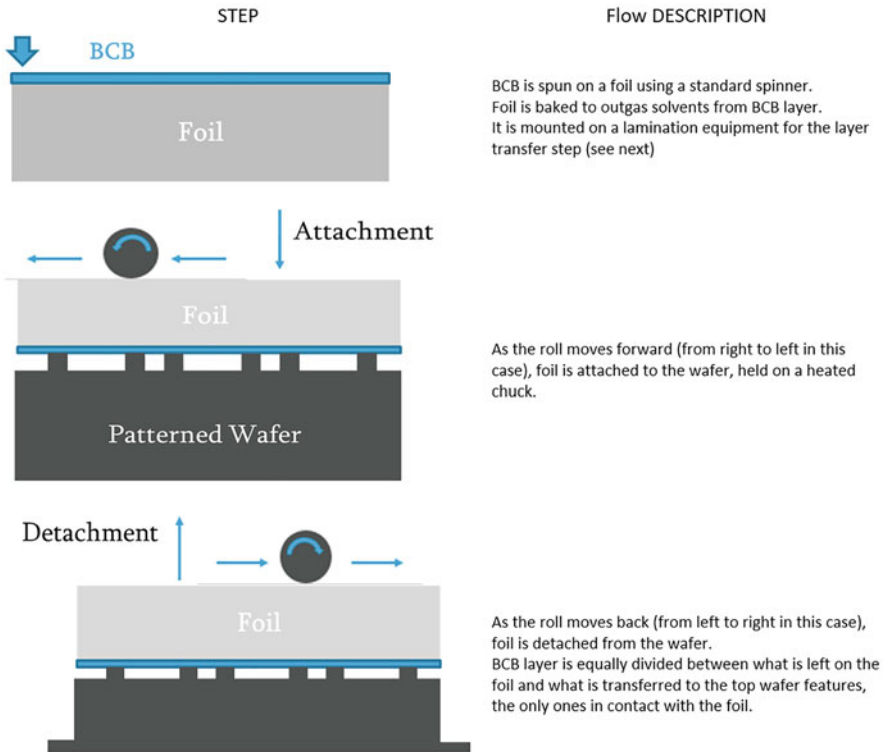 STEP
Flow DESCRIPTION
BCB
Foil
BCB is spun on a foil using a standard spinner.
Foil is baked to outgas solvents from BCB layer.
It is mounted on a lamination equipment for the layer
transfer step (see next)
Attachment
Foil
Patterned Wafer
As the roll moves forward (from right to left in this
case), foil is attached to the wafer, held on a heated
chuck.
Detachment
Foil
As the roll moves back (from left to right in this case),
foil is detached from the wafer.
BCB layer is equally divided between what is left on the
foil and what is transferred to the top wafer features,
the only ones in contact with the foil.